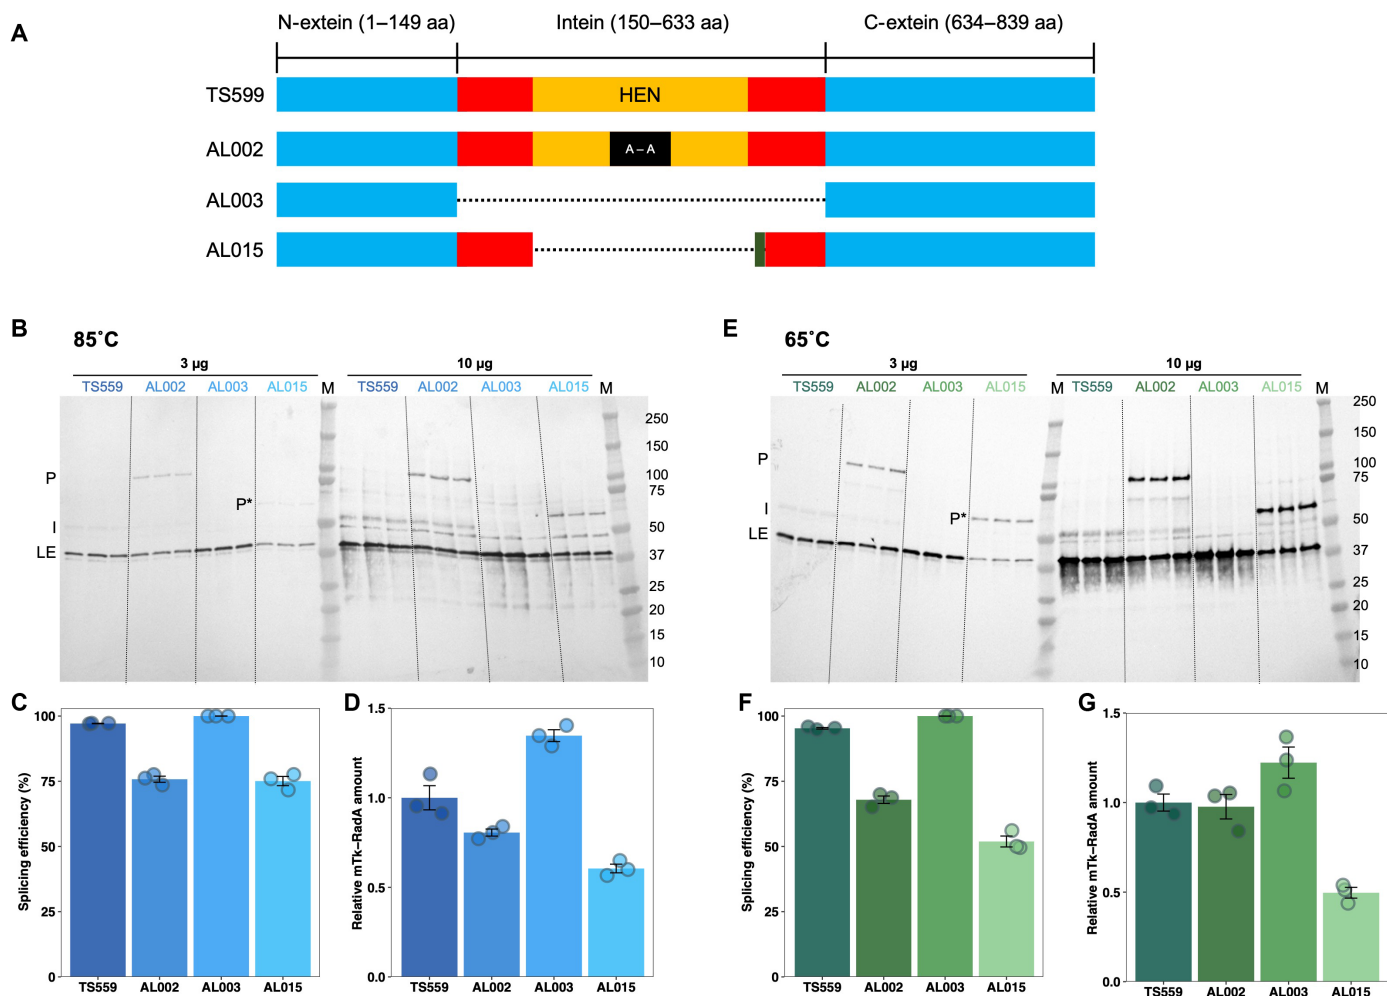 A
N-extein (1–149 aa) Intein (150–633 aa) C-extein (634–839 aa)
TS599 HEN
AL002 A – A
AL003
AL015
B
85˚C
3 µg 10 µg
TS559 AL002 AL003 AL015 M TS559 AL002 AL003 AL015 M
P
P*
I
LE
250
150
100
75
50
37
25
20
15
10
E
65˚C
3 µg 10 µg
TS559 AL002 AL003 AL015 M TS559 AL002 AL003 AL015 M
P
I
P*
LE
250
150
100
75
50
37
25
20
15
10
C
Splicing efficiency (%)
100
75
50
25
0
TS559 AL002 AL003 AL015
D
Relative mTk–RadA amount
1.5
1.0
0.5
0.0
TS559 AL002 AL003 AL015
F
Splicing efficiency (%)
100
75
50
25
0
TS559 AL002 AL003 AL015
G
Relative mTk–RadA amount
1.5
1.0
0.5
0.0
TS559 AL002 AL003 AL015